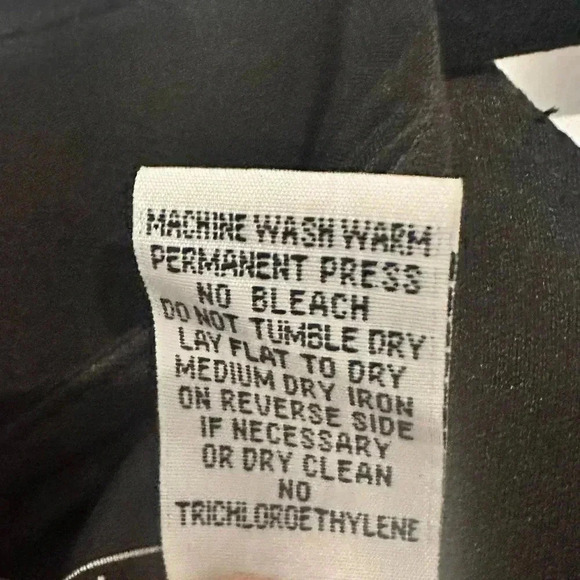 MACHINE WASH WARM
PERMANENT PRESS
NO BLEACH
DO NOT TUMBLE DRY
LAY FLAT TO DRY
MEDIUM DRY IRON
ON REVERSE SIDE
IF NECESSARY
OR DRY CLEAN
NO
TRICHLOROETHYLENE